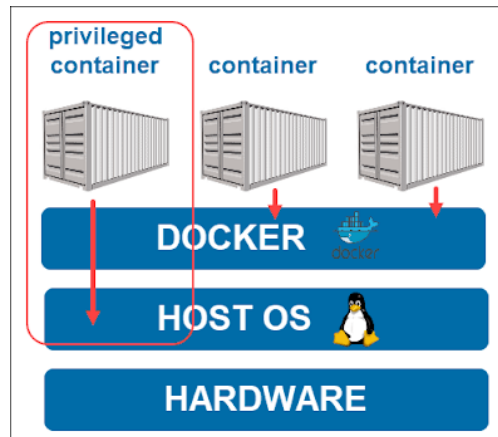 privileged
container
container
container
DOCKER
docker
HOST OS
HARDWARE